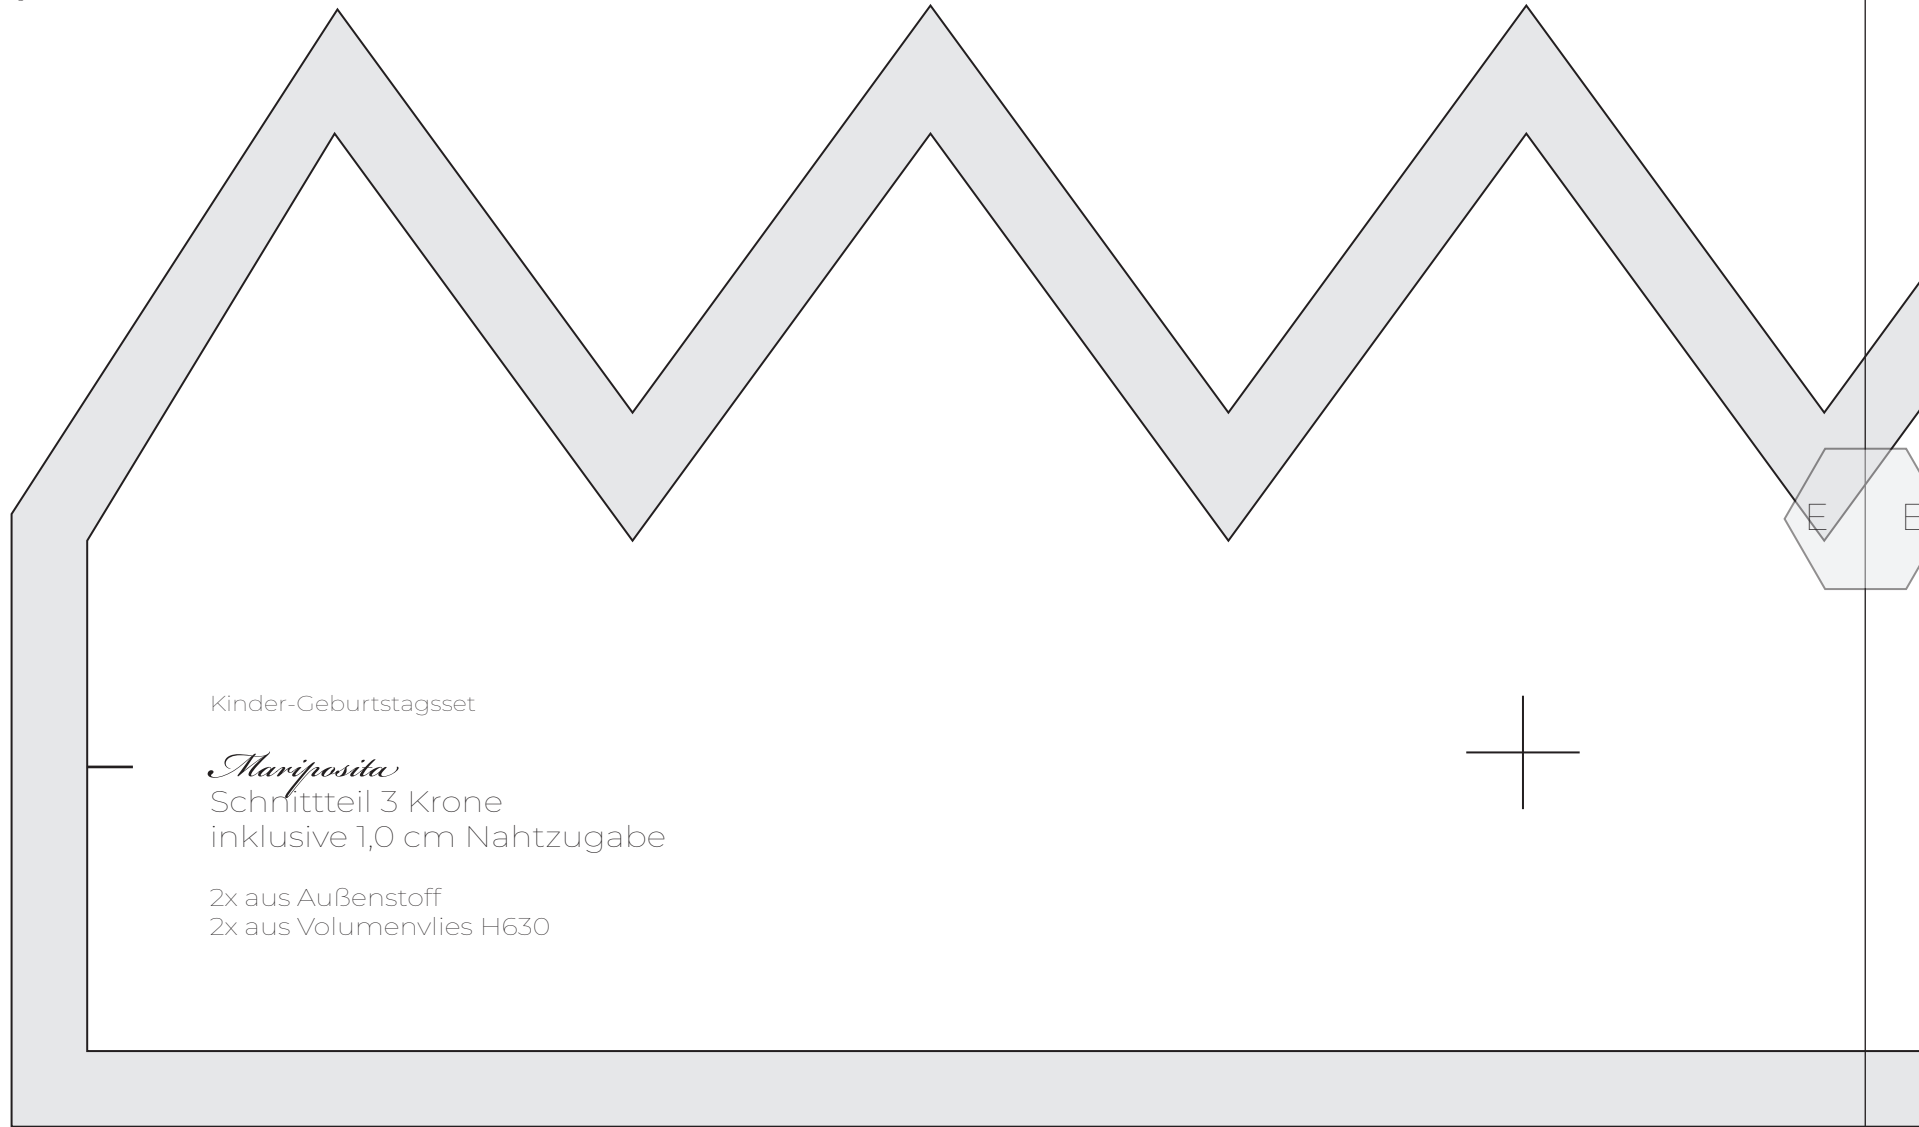 Kinder-Geburtstagsset
Mariposita
Schnittteil 3 Krone
inklusive 1,0 cm Nahtzugabe
2x aus Außenstoff
2x aus Volumenvlies H630
E E